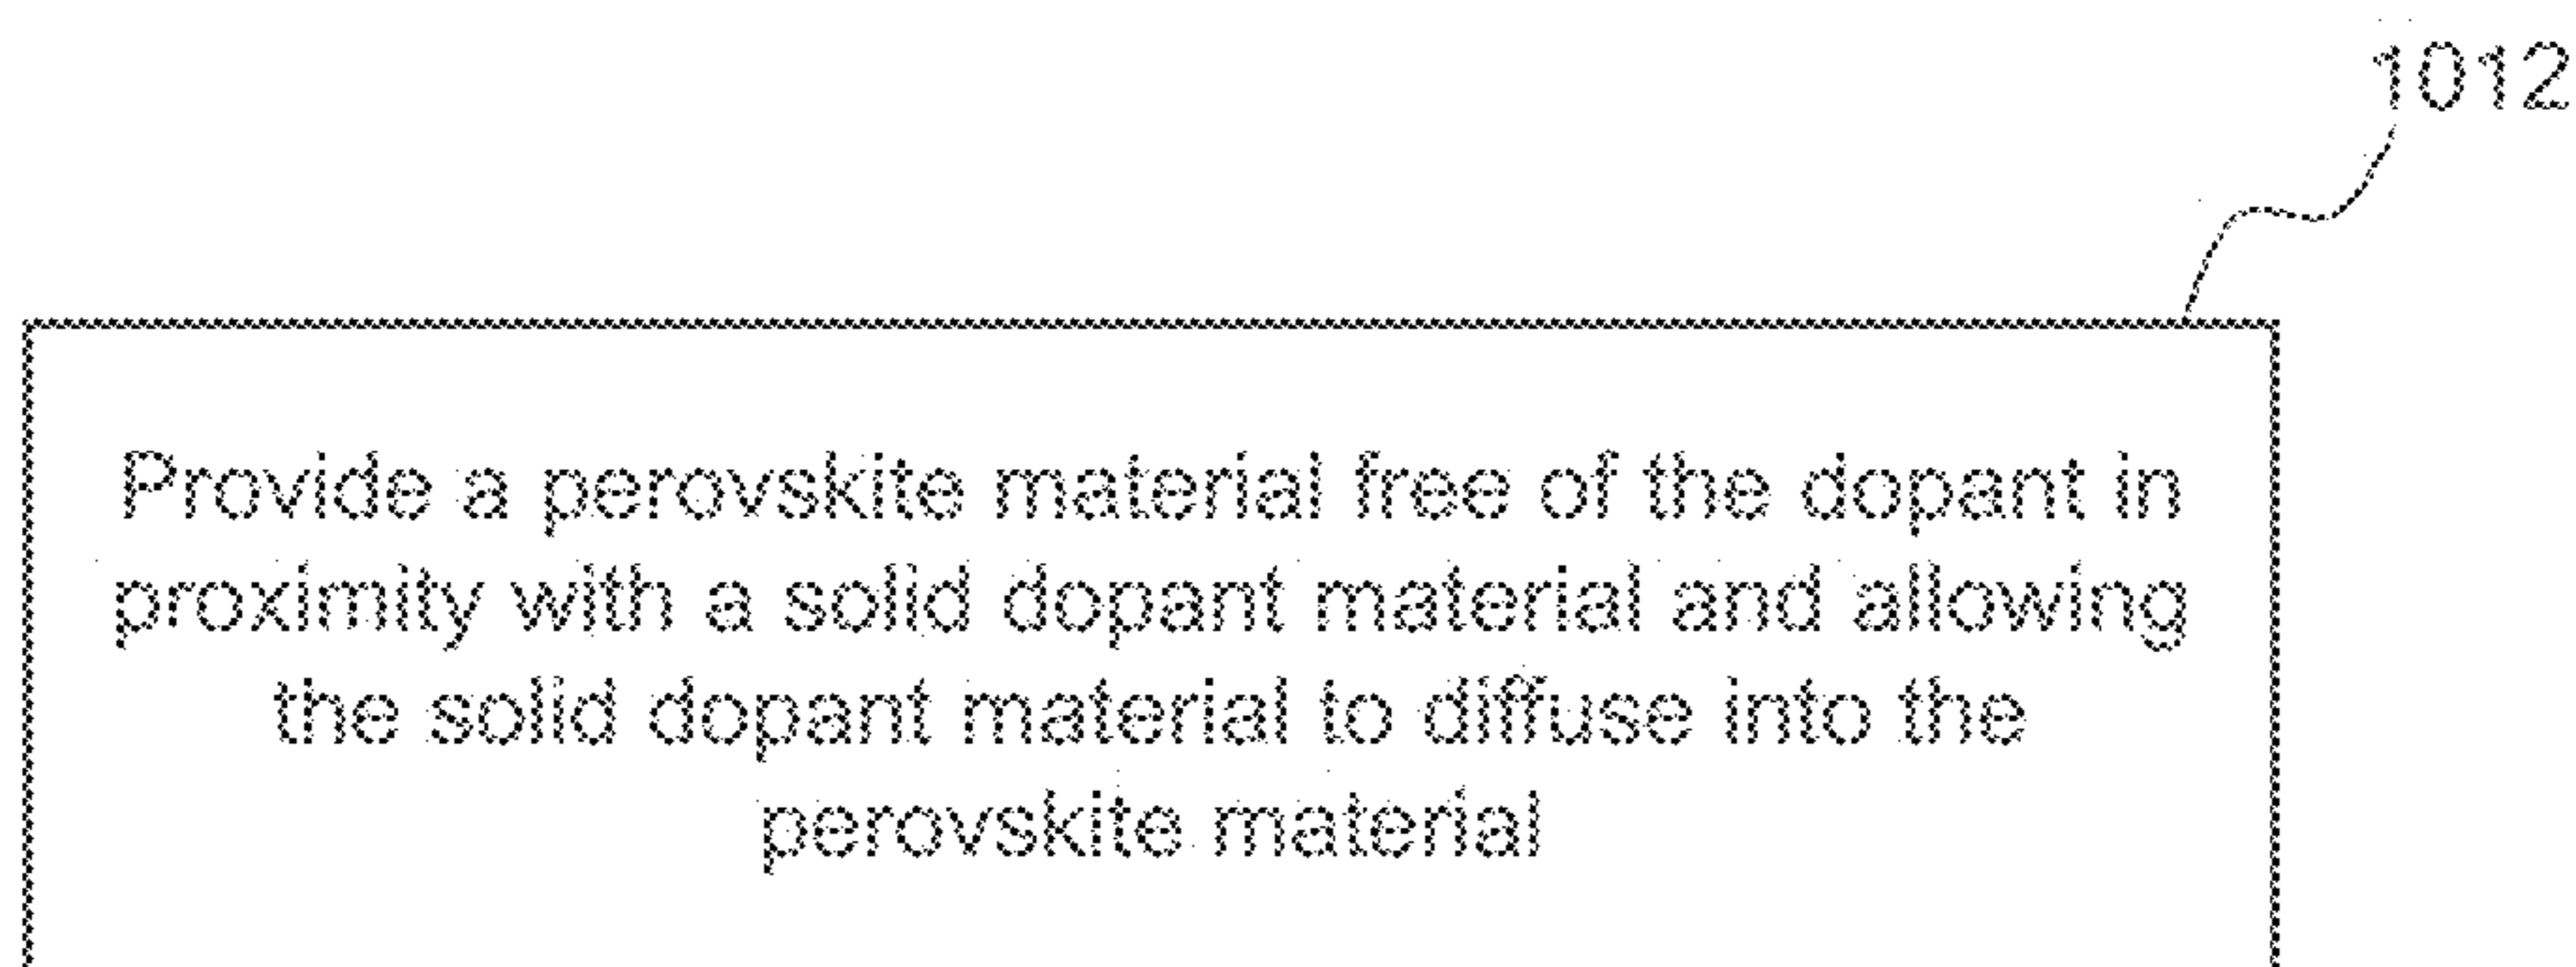 1012
Provide a perovskite material free of the dopant in
proximity with a solid dopant material and allowing
the solid dopant material to diffuse into the
perovskite material